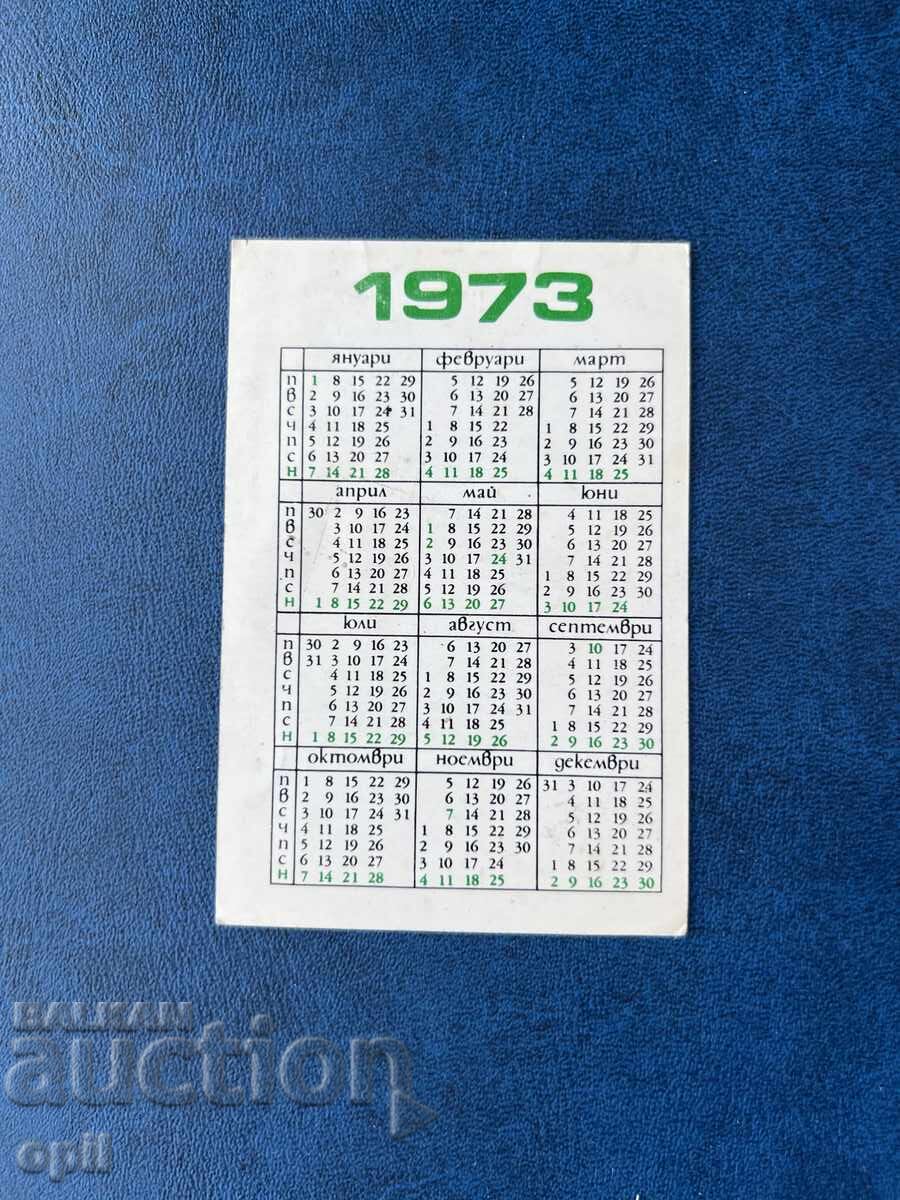 1973
януари февруари март
п 1 8 15 22 29 5 12 19 26 5 12 19 26
в 2 9 16 23 30 6 13 20 27 6 13 20 27
с 3 10 17 24 31 7 14 21 28 7 14 21 28
ч 4 11 18 25 1 8 15 22 1 8 15 22 29
п 5 12 19 26 2 9 16 23 2 9 16 23 30
с 6 13 20 27 3 10 17 24 3 10 17 24 31
н 7 14 21 28 4 11 18 25 4 11 18 25
април май юни
п 30 2 9 16 23 7 14 21 28 4 11 18 25
в 3 10 17 24 1 8 15 22 29 5 12 19 26
с 4 11 18 25 2 9 16 23 30 6 13 20 27
ч 5 12 19 26 3 10 17 24 31 7 14 21 28
п 6 13 20 27 4 11 18 25 1 8 15 22 29
с 7 14 21 28 5 12 19 26 2 9 16 23 30
н 1 8 15 22 29 6 13 20 27 3 10 17 24
юли август септември
п 30 2 9 16 23 6 13 20 27 3 10 17 24
в 31 3 10 17 24 7 14 21 28 4 11 18 25
с 4 11 18 25 1 8 15 22 29 5 12 19 26
ч 5 12 19 26 2 9 16 23 30 6 13 20 27
п 6 13 20 27 3 10 17 24 31 7 14 21 28
с 7 14 21 28 4 11 18 25 1 8 15 22 29
н 1 8 15 22 29 5 12 19 26 2 9 16 23 30
октомври ноември декември
п 1 8 15 22 29 5 12 19 26 31 3 10 17 24
в 2 9 16 23 30 6 13 20 27 4 11 18 25
с 3 10 17 24 31 7 14 21 28 5 12 19 26
ч 4 11 18 25 1 8 15 22 29 6 13 20 27
п 5 12 19 26 2 9 16 23 30 7 14 21 28
с 6 13 20 27 3 10 17 24 1 8 15 22 29
н 7 14 21 28 4 11 18 25 2 9 16 23 30
BALKAN
auction
opil